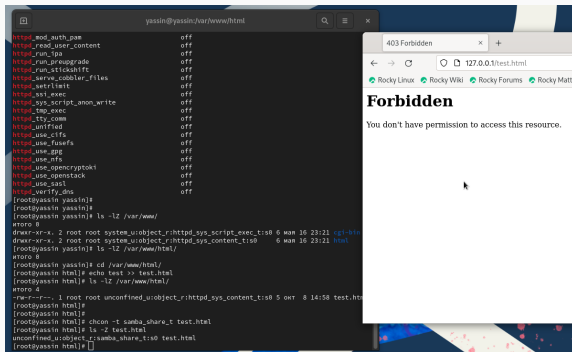 yassin@yassin:/var/www/html
httpd_mod_auth_pam off
httpd_read_user_content off
httpd_run_ipa off
httpd_run_preupgrade off
httpd_run_stickshift off
httpd_serve_cobbler_files off
httpd_setrlimit off
httpd_ssi_exec off
httpd_sys_script_anon_write off
httpd_tmp_exec off
httpd_tty_comm off
httpd_unified off
httpd_use_cifs off
httpd_use_fusefs off
httpd_use_gpg off
httpd_use_nfs off
httpd_use_opencryptoki off
httpd_use_openstack off
httpd_use_sasl off
httpd_verify_dns off
[root@yassin yassin]#
[root@yassin yassin]#
[root@yassin yassin]# ls -lZ /var/www/
итого 0
drwxr-xr-x. 2 root root system_u:object_r:httpd_sys_script_exec_t:s0 6 мая 16 23:21 cgi-bin
drwxr-xr-x. 2 root root system_u:object_r:httpd_sys_content_t:s0 6 мая 16 23:21 html
[root@yassin yassin]# ls -lZ /var/www/html/
итого 0
[root@yassin yassin]# cd /var/www/html/
[root@yassin html]# echo test >> test.html
[root@yassin html]# ls -lZ /var/www/html/
итого 4
-rw-r--r--. 1 root root unconfined_u:object_r:httpd_sys_content_t:s0 5 окт 8 14:58 test.htm
[root@yassin html]#
[root@yassin html]#
[root@yassin html]# chcon -t samba_share_t test.html
[root@yassin html]# ls -Z test.html
unconfined_u:object_r:samba_share_t:s0 test.html
[root@yassin html]#
403 Forbidden
127.0.0.1/test.html
Rocky Linux Rocky Wiki Rocky Forums Rocky Matt
Forbidden
You don't have permission to access this resource.